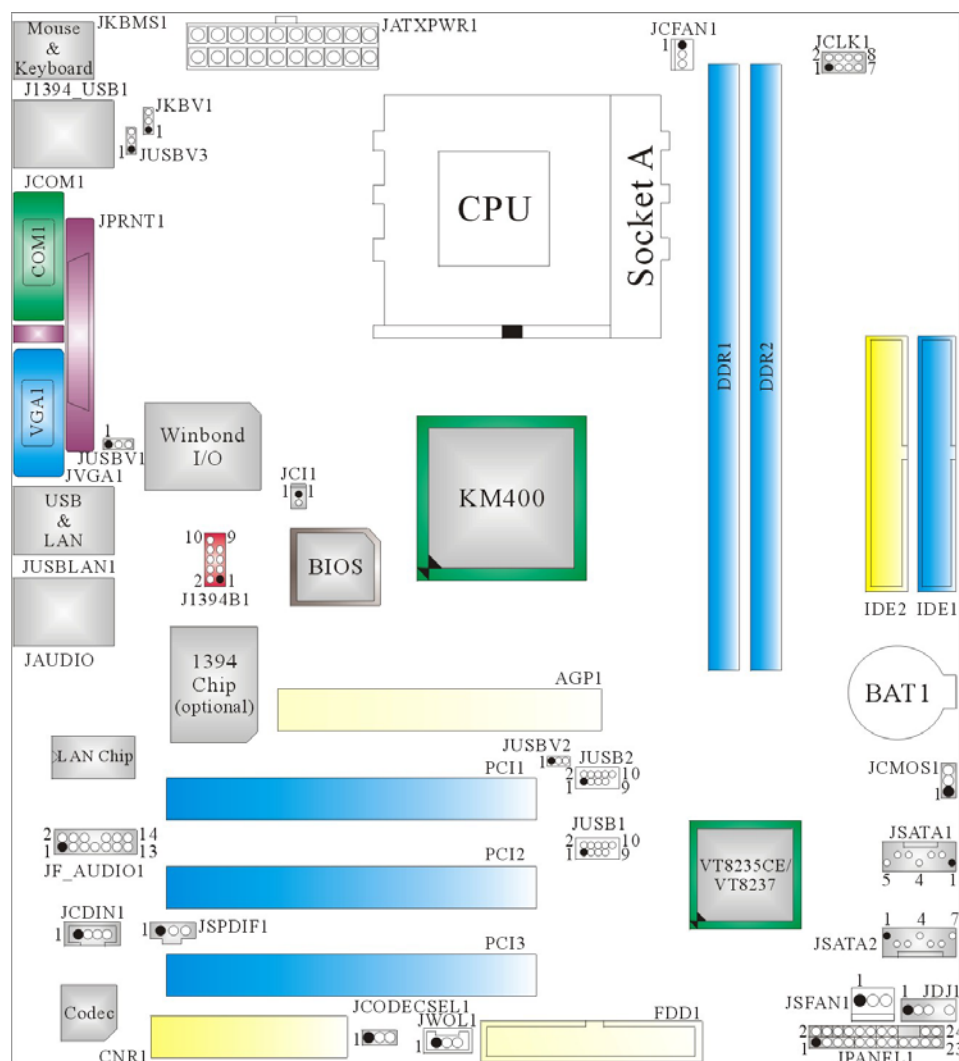 JKBMS1
Mouse
&
Keyboard
JATXPWR1
JCFAN1
1
JCLK1
2 8
1 7
J1394_USB1
JKBV1
1
1
JUSBV3
JCOM1
COM1
JPRNT1
CPU
Socket A
DDR1
DDR2
VGA1
1
JUSBV1
JVGA1
Winbond
I/O
JCI1
1 1
KM400
USB
&
LAN
JUSBLAN1
10 9
2 1
J1394B1
BIOS
IDE2
IDE1
JAUDIO
1394
Chip
(optional)
AGP1
BAT1
LAN Chip
JUSBV2
1
JUSB2
2 10
1 9
PCI1
JCMOS1
1
2 14
1 13
JF_AUDIO1
JUSB1
2 10
1 9
PCI2
VT8235CE/
VT8237
JSATA1
5 4 1
JCDIN1
1
1
JSPDIF1
PCI3
1 4 7
JSATA2
Codec
CNR1
JCODECSEL1
1
JWOL1
1
FDD1
1
JSFAN1
1
JDJ1
2 24
1 23
JPANEL1